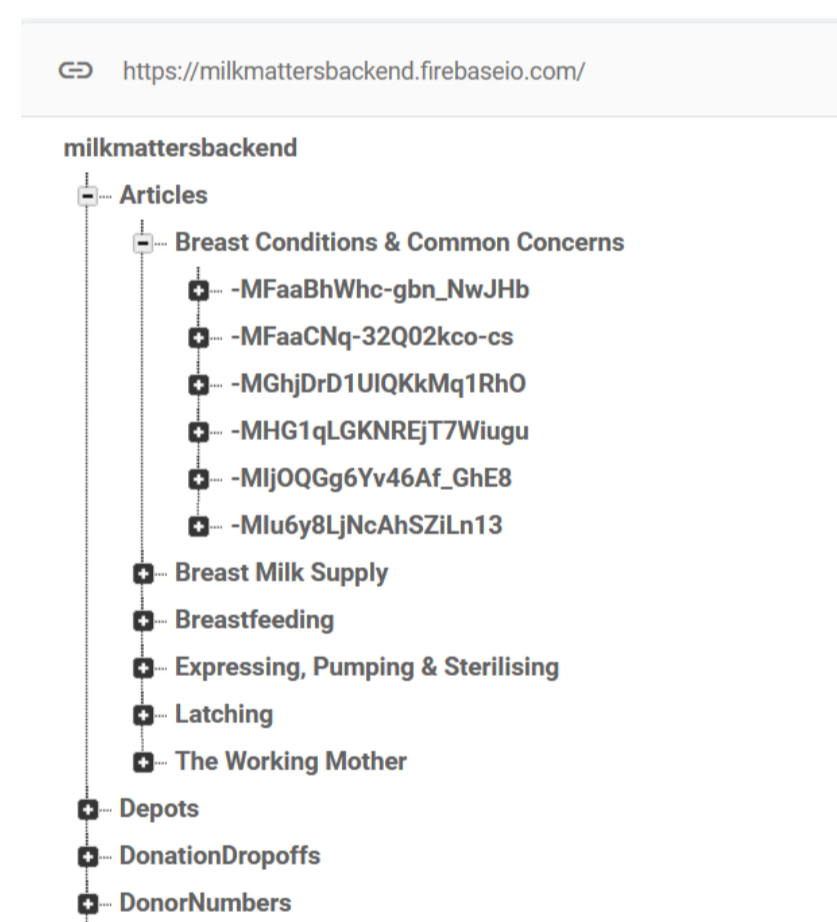 https://milkmattersbackend.firebaseio.com/
milkmattersbackend
Articles
Breast Conditions & Common Concerns
-MFaaBhWhc-gbn_NwJHb
-MFaaCNq-32Q02kco-cs
-MGhjDrD1UIQKkMq1RhO
-MHG1qLGKNREjT7Wiugu
-MIjOQGg6Yv46Af_GhE8
-MIu6y8LjNcAhSZiLn13
Breast Milk Supply
Breastfeeding
Expressing, Pumping & Sterilising
Latching
The Working Mother
Depots
DonationDropoffs
DonorNumbers